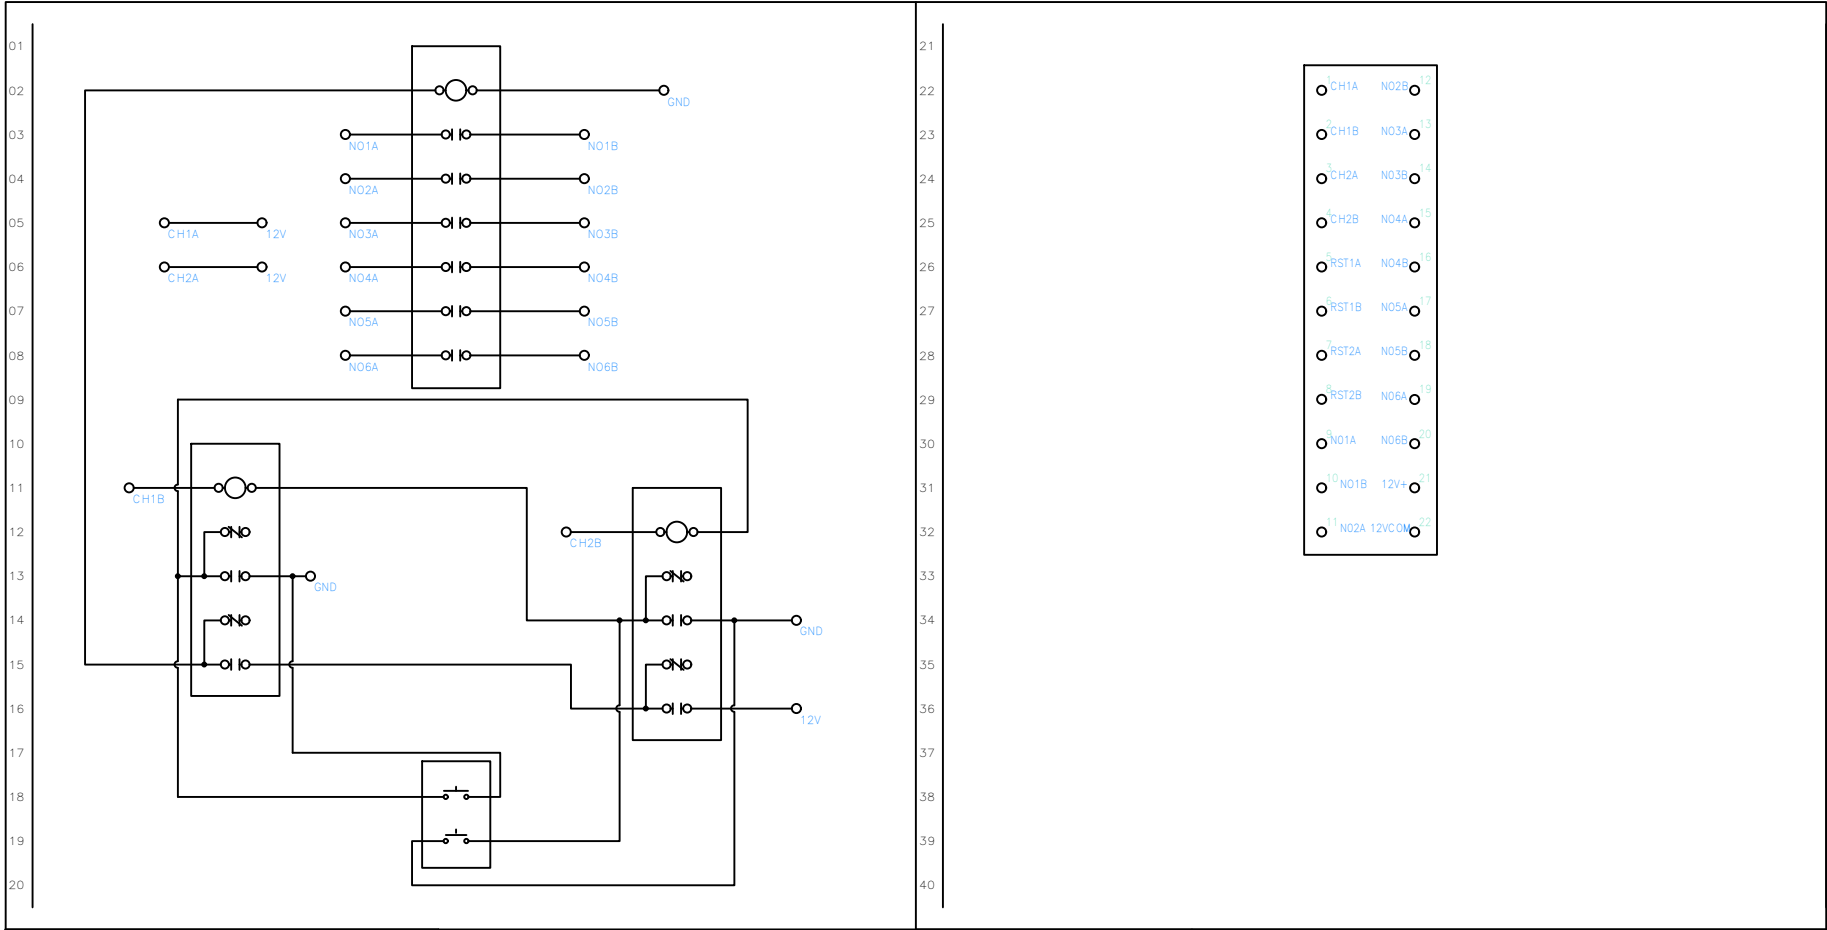 01
21
02
GND
22
1 CH1A NO2B 12
03
NO1A
NO1B
23
2 CH1B NO3A 13
04
NO2A
NO2B
24
3 CH2A NO3B 14
05
CH1A
12V
NO3A
NO3B
25
4 CH2B NO4A 15
06
CH2A
12V
NO4A
NO4B
26
5 RST1A NO4B 16
07
NO5A
NO5B
27
6 RST1B NO5A 17
08
NO6A
NO6B
28
7 RST2A NO5B 18
09
29
8 RST2B NO6A 19
10
30
9 NO1A NO6B 20
11
CH1B
31
10 NO1B 12V+ 21
12
CH2B
32
11 NO2A 12VCOM 22
13
GND
33
14
GND
34
15
35
16
12V
36
17
37
18
38
19
39
20
40